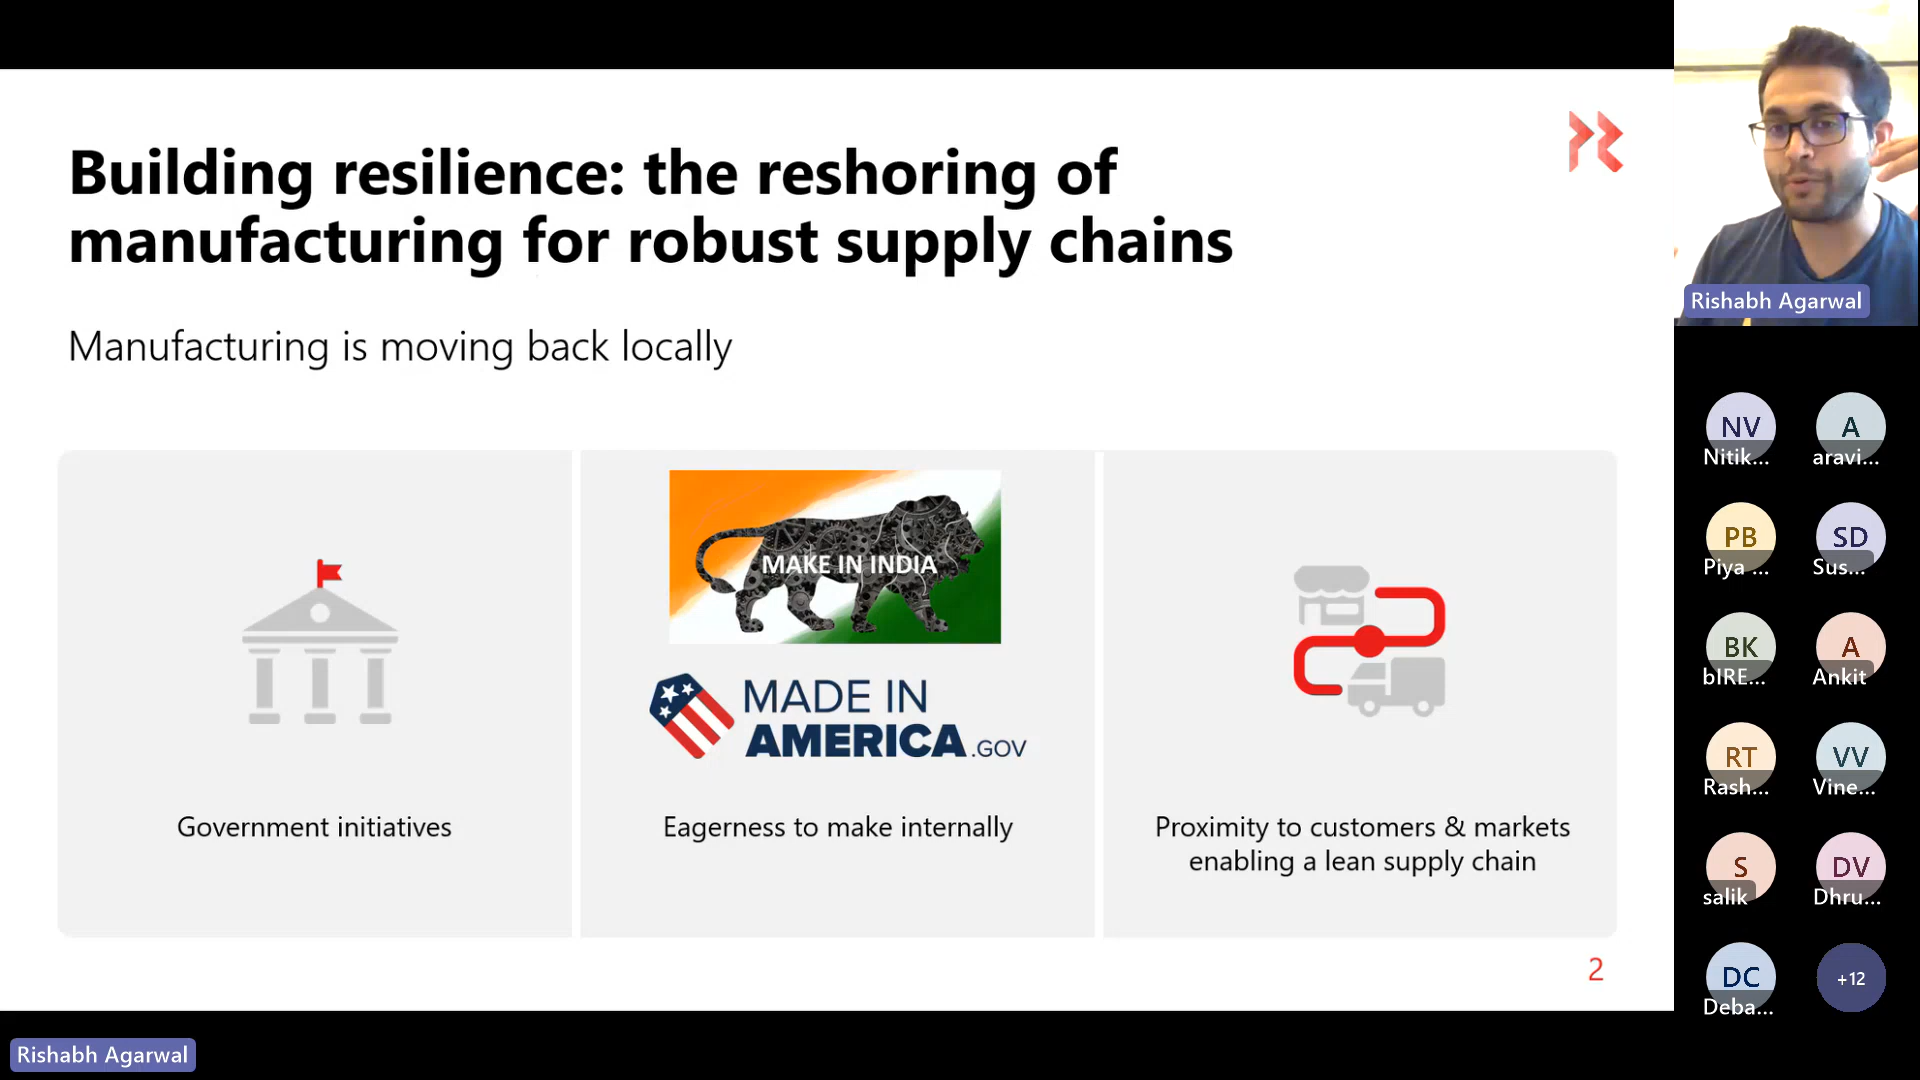 Building resilience: the reshoring of
manufacturing for robust supply chains
Manufacturing is moving back locally
Government initiatives
MAKE IN INDIA
MADE IN
AMERICA.GOV
Eagerness to make internally
Proximity to customers & markets
enabling a lean supply chain
2
Rishabh Agarwal
Rishabh Agarwal
NV
Nitik...
A
aravi...
PB
Piya ...
SD
Sus...
BK
bIRE...
A
Ankit
RT
Rash...
VV
Vine...
S
salik
DV
Dhru...
DC
Deba...
+12